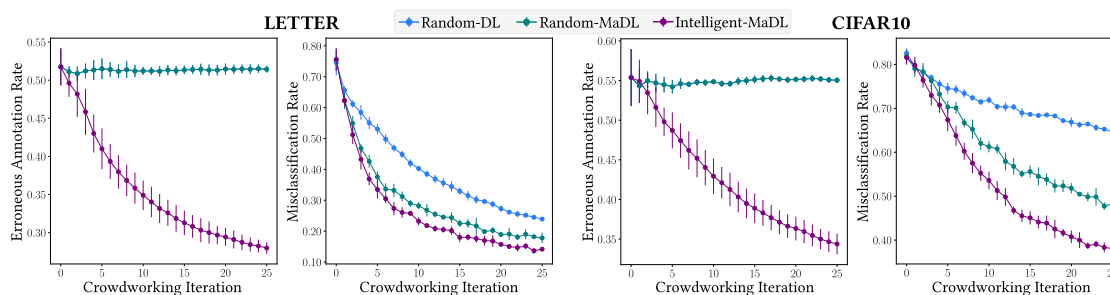 LETTER
Random-DL Random-MaDL Intelligent-MaDL
CIFAR10
Erroneous Annotation Rate
0.55
0.50
0.45
0.40
0.35
0.30
0 5 10 15 20 25
Crowdworking Iteration
Misclassification Rate
0.80
0.70
0.60
0.50
0.40
0.30
0.20
0.10
0 5 10 15 20 25
Crowdworking Iteration
Erroneous Annotation Rate
0.60
0.55
0.50
0.45
0.40
0.35
0 5 10 15 20 25
Crowdworking Iteration
Misclassification Rate
0.80
0.70
0.60
0.50
0.40
0 5 10 15 20 25
Crowdworking Iteration